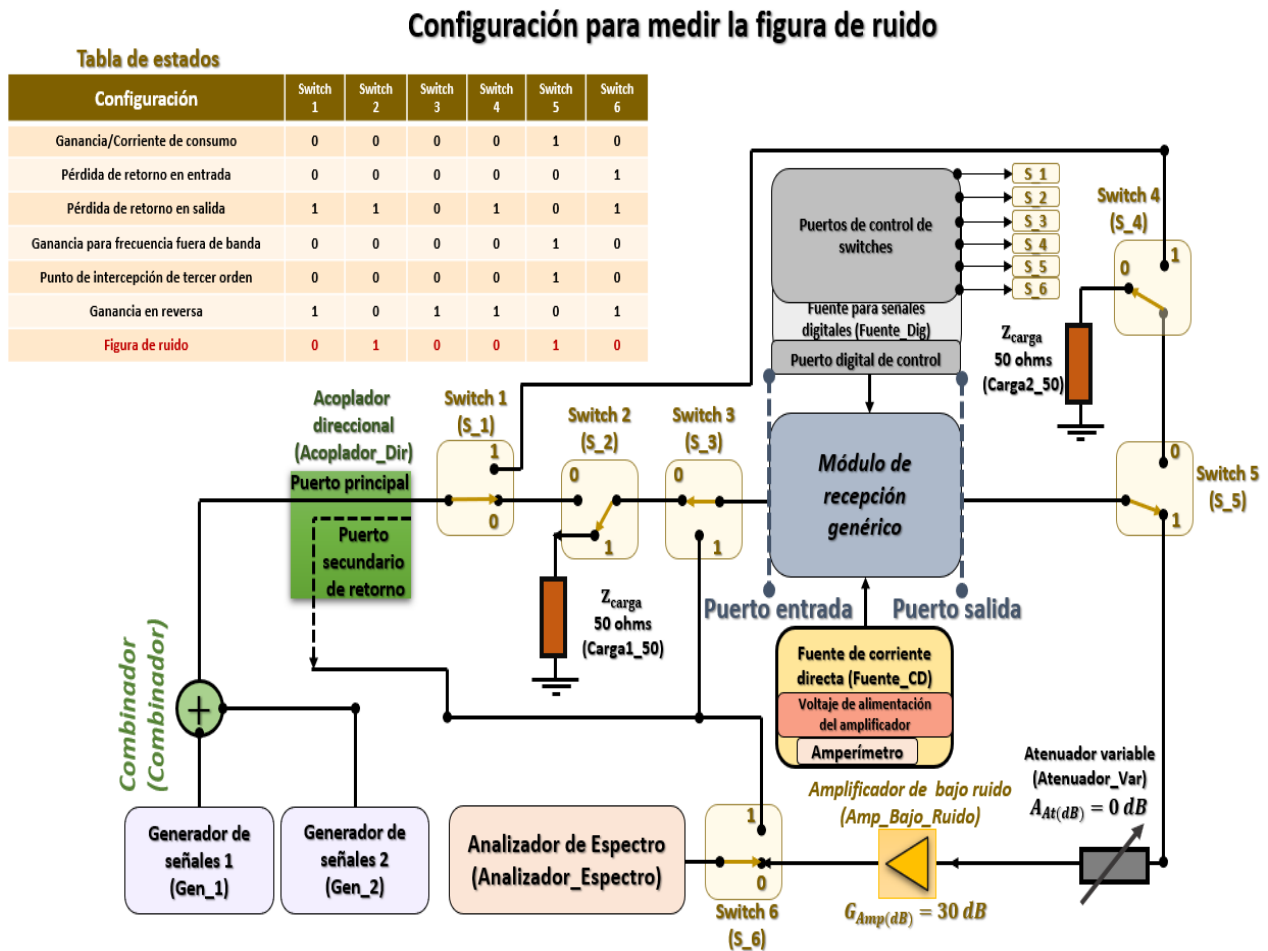 Configuración para medir la figura de ruido
Tabla de estados
Configuración Switch 1 Switch 2 Switch 3 Switch 4 Switch 5 Switch 6
Ganancia/Corriente de consumo 0 0 0 0 1 0
Pérdida de retorno en entrada 0 0 0 0 0 1
Pérdida de retorno en salida 1 1 0 1 0 1
Ganancia para frecuencia fuera de banda 0 0 0 0 1 0
Punto de intercepción de tercer orden 0 0 0 0 1 0
Ganancia en reversa 1 0 1 1 0 1
Figura de ruido 0 1 0 0 1 0
Puertos de control de
switches
S_1
S_2
S_3
S_4
S_5
S_6
Fuente para señales
digitales (Fuente_Dig)
Puerto digital de control
Switch 4
(S_4)
0
1
Zcarga
50 ohms
(Carga2_50)
Acoplador
direccional
(Acoplador_Dir)
Puerto principal
Puerto
secundario
de retorno
Switch 1
(S_1)
1
0
Switch 2
(S_2)
0
1
Switch 3
(S_3)
0
1
Módulo de
recepción
genérico
0
Switch 5
(S_5)
1
Zcarga
50 ohms
(Carga1_50)
Puerto entrada
Puerto salida
Fuente de corriente
directa (Fuente_CD)
Voltaje de alimentación
del amplificador
Amperímetro
Combinador
(Combinador)
+
Generador de
señales 1
(Gen_1)
Generador de
señales 2
(Gen_2)
Analizador de Espectro
(Analizador_Espectro)
1
0
Switch 6
(S_6)
Amplificador de bajo ruido
(Amp_Bajo_Ruido)
GAmp(dB) = 30 dB
Atenuador variable
(Atenuador_Var)
AAt(dB) = 0 dB